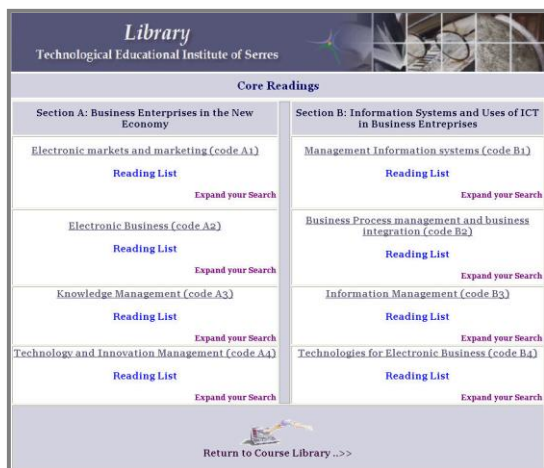 Library
Technological Educational Institute of Serres
Core Readings
Section A: Business Enterprises in the New
Economy
Electronic markets and marketing (code A1)
Reading List
Expand your Search
Electronic Business (code A2)
Reading List
Expand your Search
Knowledge Management (code A3)
Reading List
Expand your Search
Technology and Innovation Management (code A4)
Reading List
Expand your Search
Section B: Information Systems and Uses of ICT
in Business Entreprises
Management Information systems (code B1)
Reading List
Expand your Search
Business Process management and business
integration (code B2)
Reading List
Expand your Search
Information Management (code B3)
Reading List
Expand your Search
Technologies for Electronic Business (code B4)
Reading List
Expand your Search
Return to Course Library ..>>